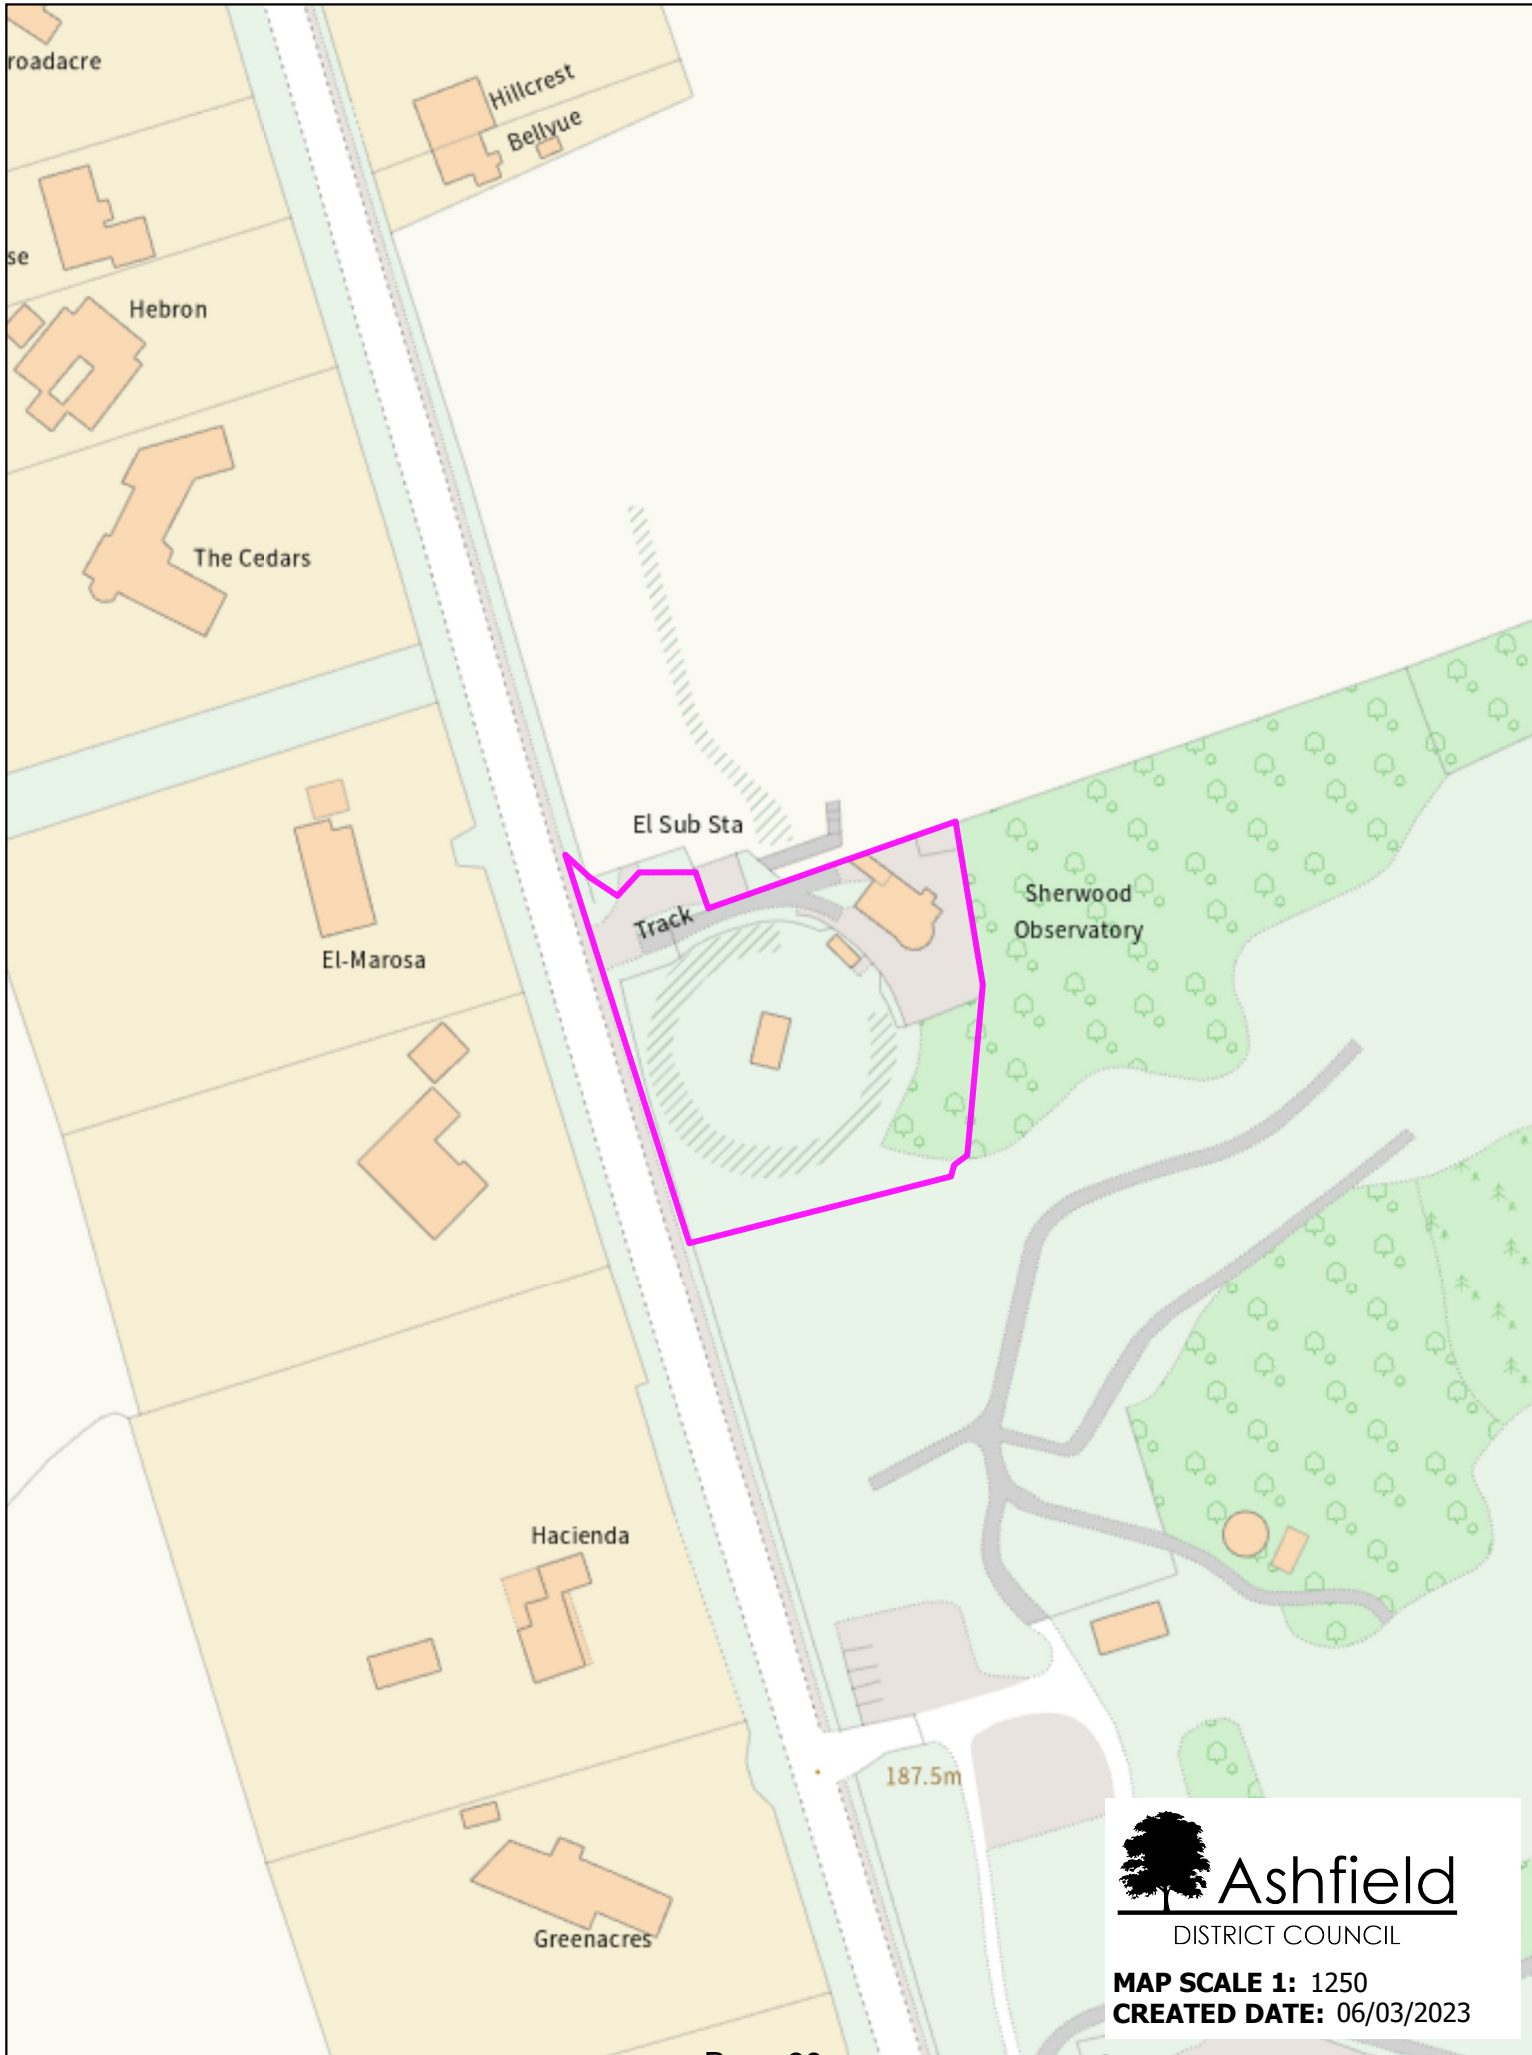 roadacre
Hillcrest
Bellvue
se
Hebron
The Cedars
El Sub Sta
Sherwood
Observatory
Track
El-Marosa
Hacienda
187.5m
Greenacres
Ashfield
DISTRICT COUNCIL
MAP SCALE 1: 1250
CREATED DATE: 06/03/2023